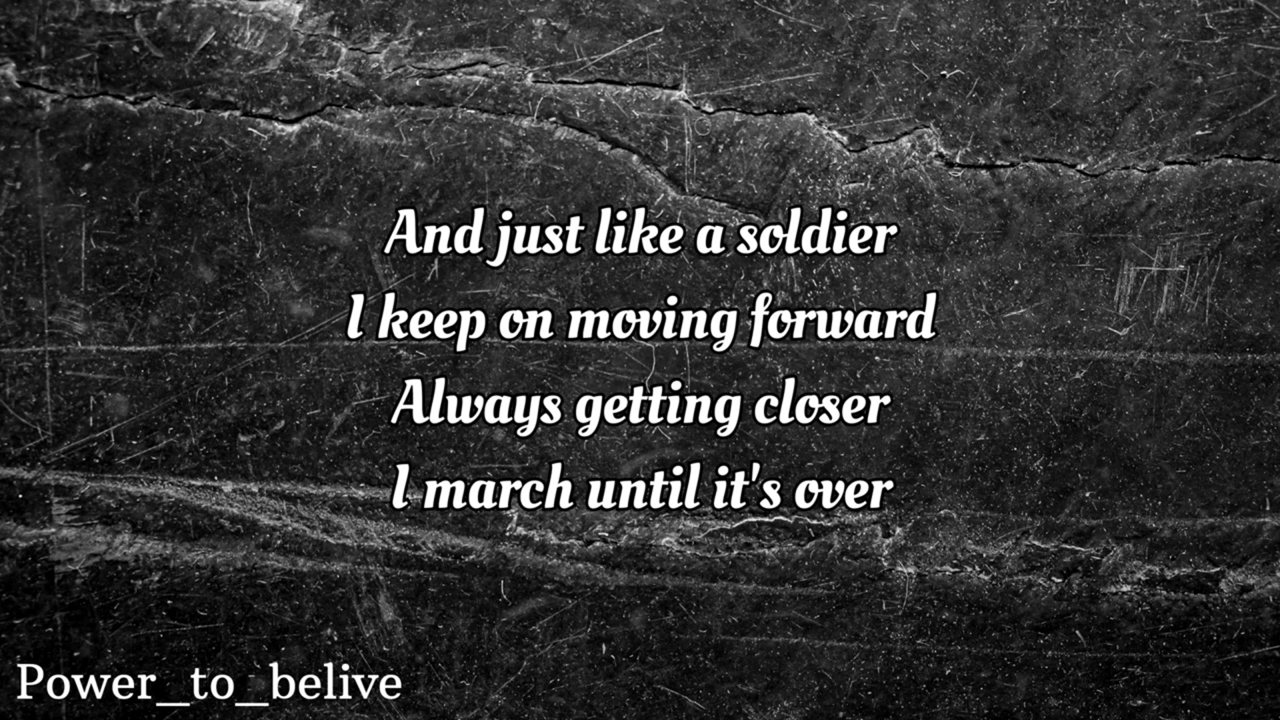 And just like a soldier
I keep on moving forward
Always getting closer
I march until it's over
Power_to_belive